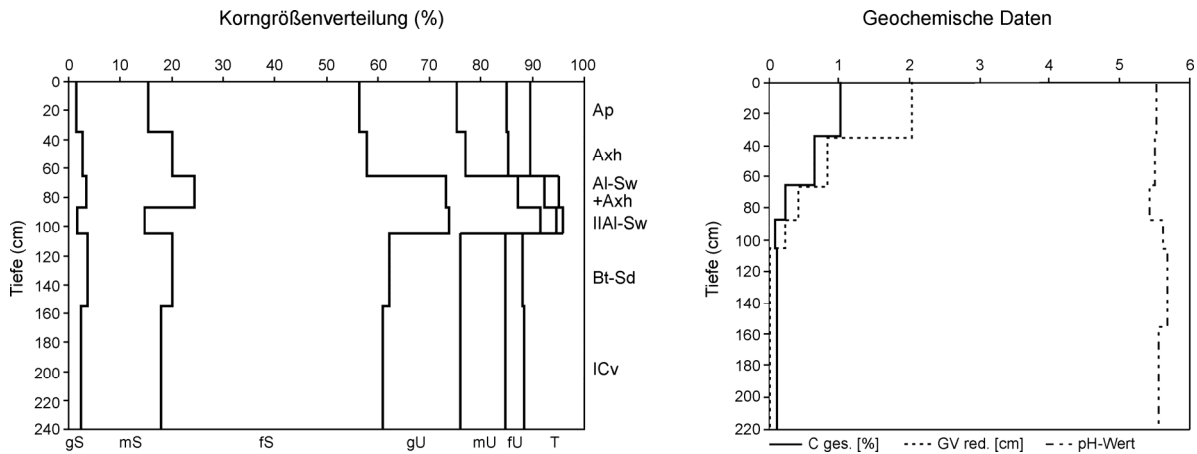 Korngrößenverteilung (%)
0 10 20 30 40 50 60 70 80 90 100
Tiefe (cm)
0
20
40
60
80
100
120
140
160
180
200
220
240
Ap
Axh
Al-Sw
+Axh
IIAl-Sw
Bt-Sd
ICv
gS mS fS gU mU fU T
Geochemische Daten
0 1 2 3 4 5 6
Tiefe (cm)
0
20
40
60
80
100
120
140
160
180
200
220
C ges. [%] GV red. [cm] pH-Wert